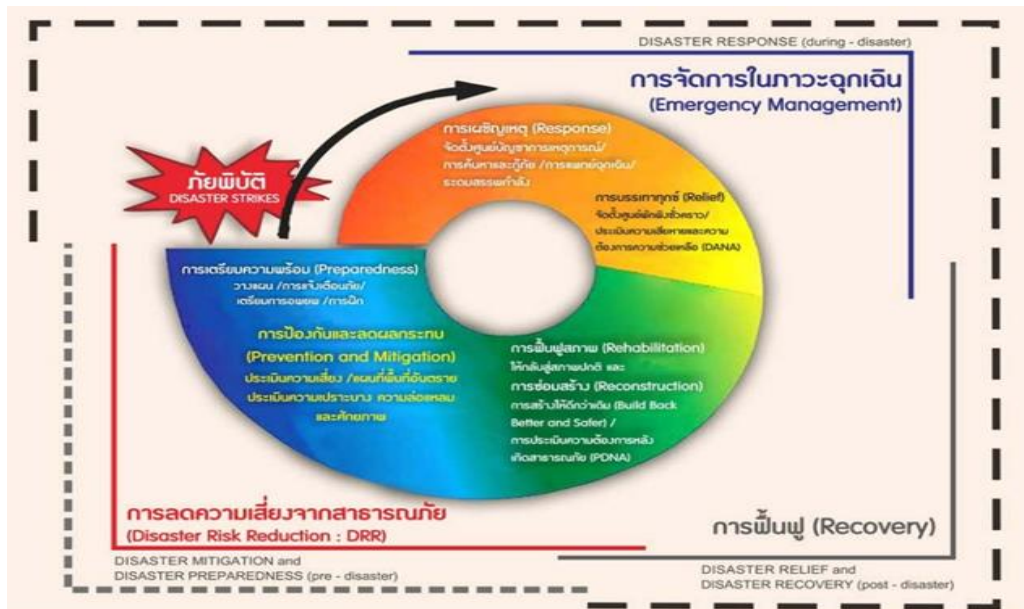 DISASTER RESPONSE (during - disaster)
การจัดการในภาวะฉุกเฉิน
(Emergency Management)
ภัยพิบัติ
DISASTER STRIKES
การเผชิญเหตุ (Response)
จัดตั้งศูนย์บัญชาการเหตุการณ์/
การค้นหาและกู้ภัย /การแพทย์ฉุกเฉิน/
ระดมสรรพกำลัง
การบรรเทาทุกข์ (Relief)
จัดตั้งศูนย์พักพิงชั่วคราว/
ประเมินความเสียหายและความ
ต้องการความช่วยเหลือ (DANA)
การเตรียมความพร้อม (Preparedness)
วางแผน /การแจ้งเตือนภัย/
เตรียมการอพยพ /การฝึก
การป้องกันและลดผลกระทบ
(Prevention and Mitigation)
ประเมินความเสี่ยง /แผนที่พื้นที่อันตราย
ประเมินความเปราะบาง ความล่อแหลม
และศักยภาพ
การฟื้นฟูสภาพ (Rehabilitation)
ให้กลับสู่สภาพปกติ และ
การซ่อมสร้าง (Reconstruction)
การสร้างให้ดีกว่าเดิม (Build Back
Better and Safer) /
การประเมินความต้องการหลัง
เกิดสาธารณภัย (PDNA)
การลดความเสี่ยงจากสาธารณภัย
(Disaster Risk Reduction : DRR)
DISASTER MITIGATION and
DISASTER PREPAREDNESS (pre - disaster)
การฟื้นฟู (Recovery)
DISASTER RELIEF and
DISASTER RECOVERY (post - disaster)